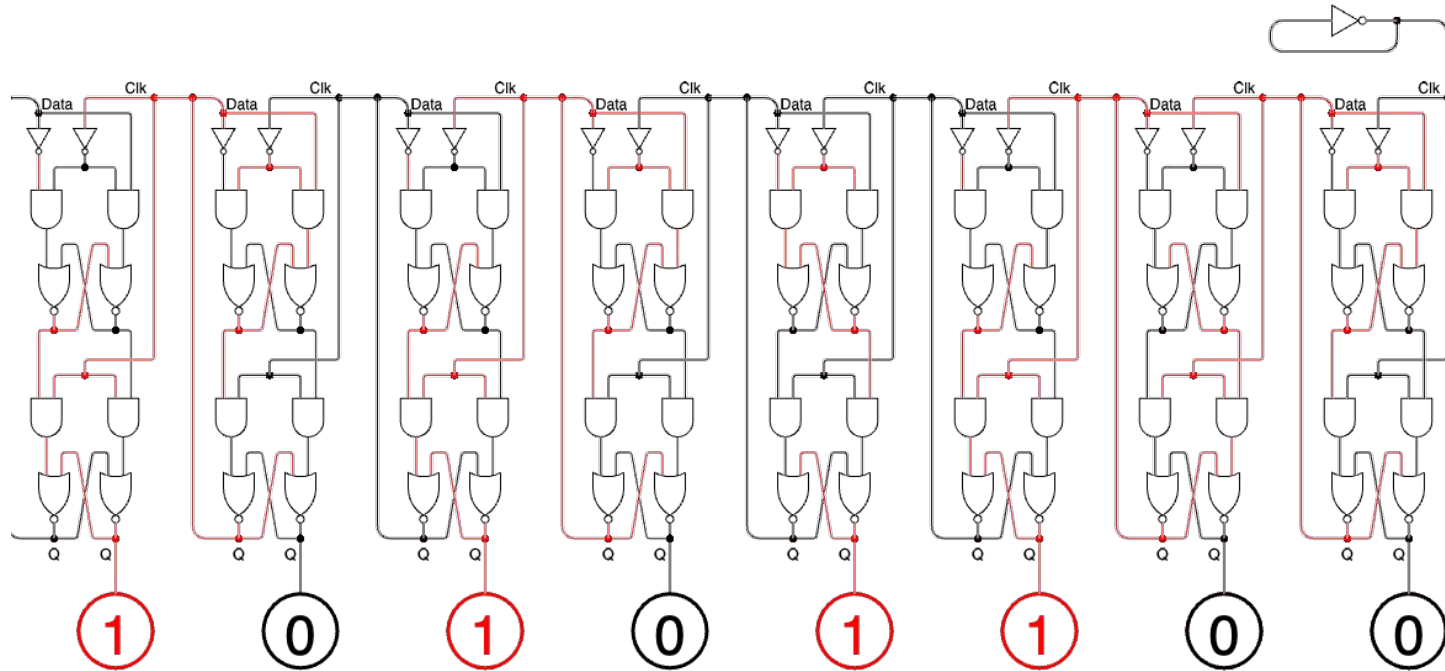 Clk Clk Clk Clk Clk Clk Clk Clk
Data Data Data Data Data Data Data Data
Q Q Q Q Q Q Q Q Q Q Q Q Q Q Q Q
1 0 1 0 1 1 0 0